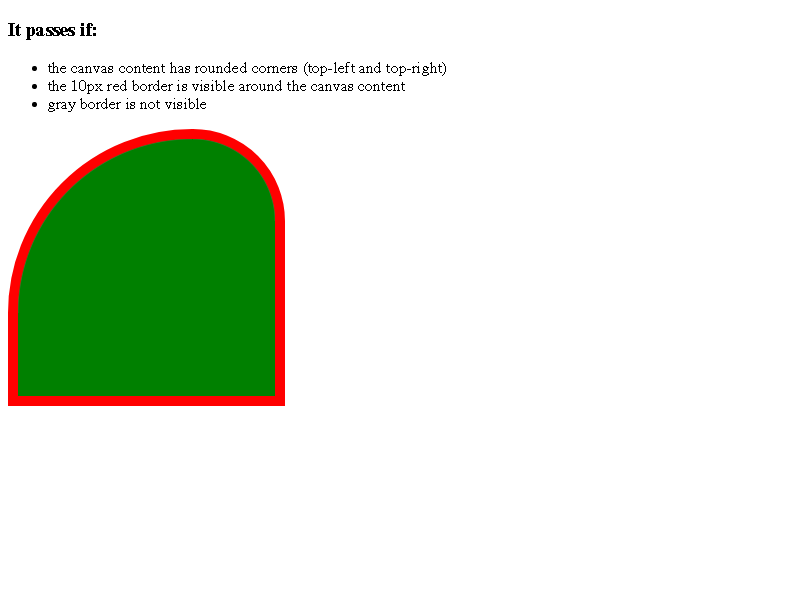 It passes if:
the canvas content has rounded corners (top-left and top-right)
the 10px red border is visible around the canvas content
gray border is not visible